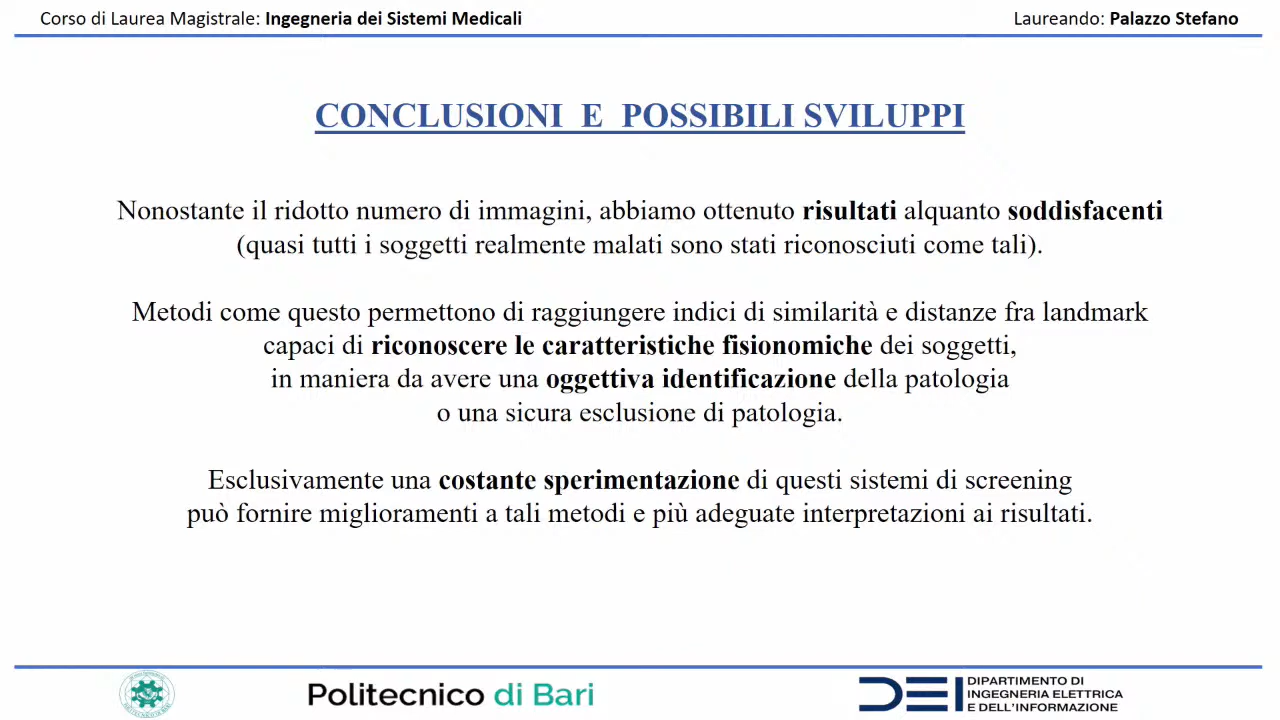 Corso di Laurea Magistrale: Ingegneria dei Sistemi Medicali
Laureando: Palazzo Stefano
CONCLUSIONI E POSSIBILI SVILUPPI
Nonostante il ridotto numero di immagini, abbiamo ottenuto risultati alquanto soddisfacenti
(quasi tutti i soggetti realmente malati sono stati riconosciuti come tali).
Metodi come questo permettono di raggiungere indici di similarità e distanze fra landmark
capaci di riconoscere le caratteristiche fisionomiche dei soggetti,
in maniera da avere una oggettiva identificazione della patologia
o una sicura esclusione di patologia.
Esclusivamente una costante sperimentazione di questi sistemi di screening
può fornire miglioramenti a tali metodi e più adeguate interpretazioni ai risultati.
Politecnico di Bari
DEI
DIPARTIMENTO DI
INGEGNERIA ELETTRICA
E DELL'INFORMAZIONE